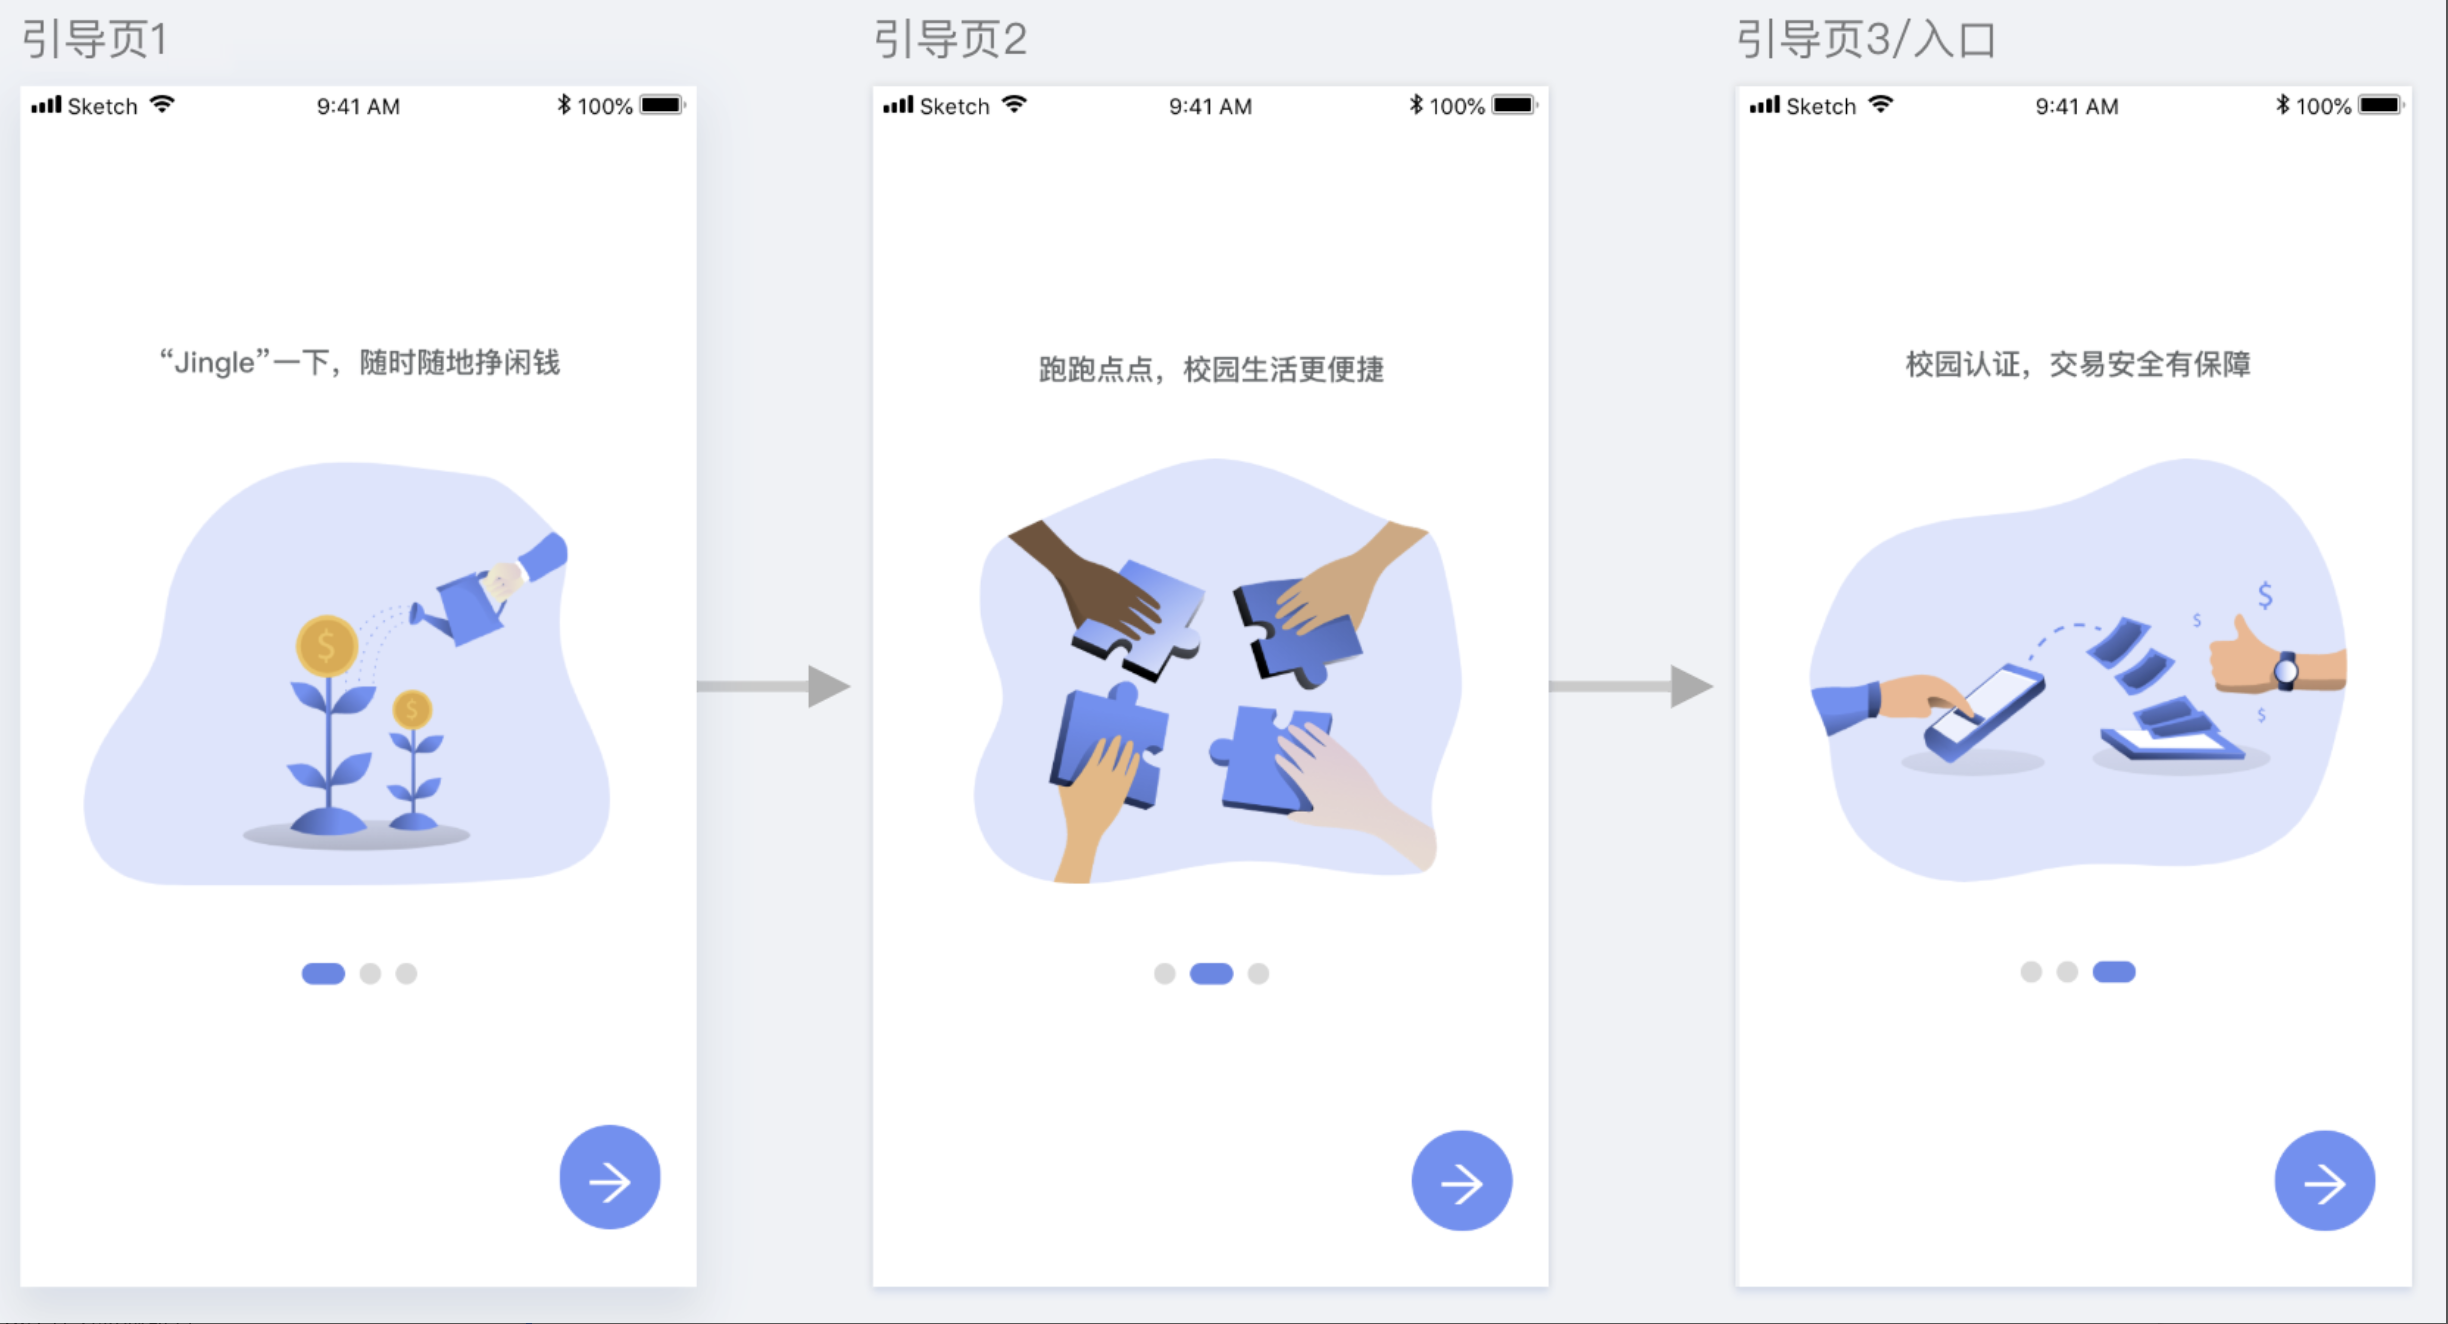 引导页1
引导页2
引导页3/入口
Sketch 9:41 AM 100%
Sketch 9:41 AM 100%
Sketch 9:41 AM 100%
“Jingle”一下，随时随地挣闲钱
跑跑点点，校园生活更便捷
校园认证，交易安全有保障
$
$
$
$
$